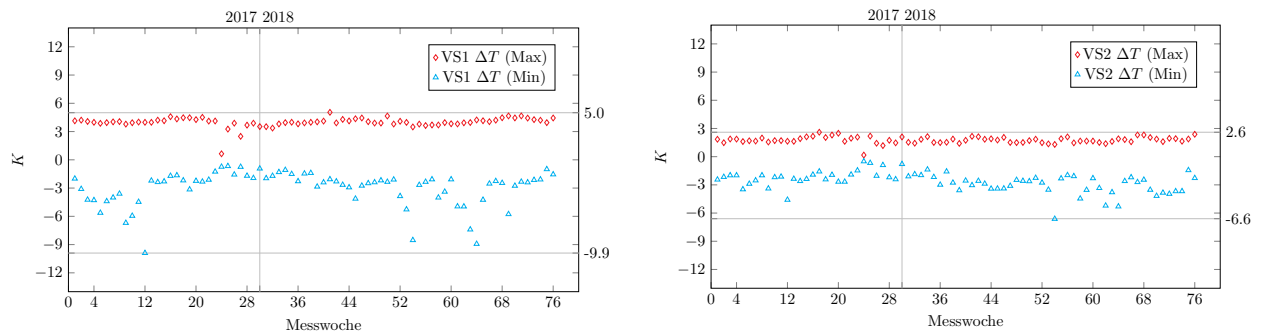 2017 2018
12
9
6
3
0
−3
−6
−9
−12
K
VS1 ΔT (Max)
VS1 ΔT (Min)
5.0
-9.9
0 4 12 20 28 36 44 52 60 68 76
Messwoche
2017 2018
12
9
6
3
0
−3
−6
−9
−12
K
VS2 ΔT (Max)
VS2 ΔT (Min)
2.6
-6.6
0 4 12 20 28 36 44 52 60 68 76
Messwoche